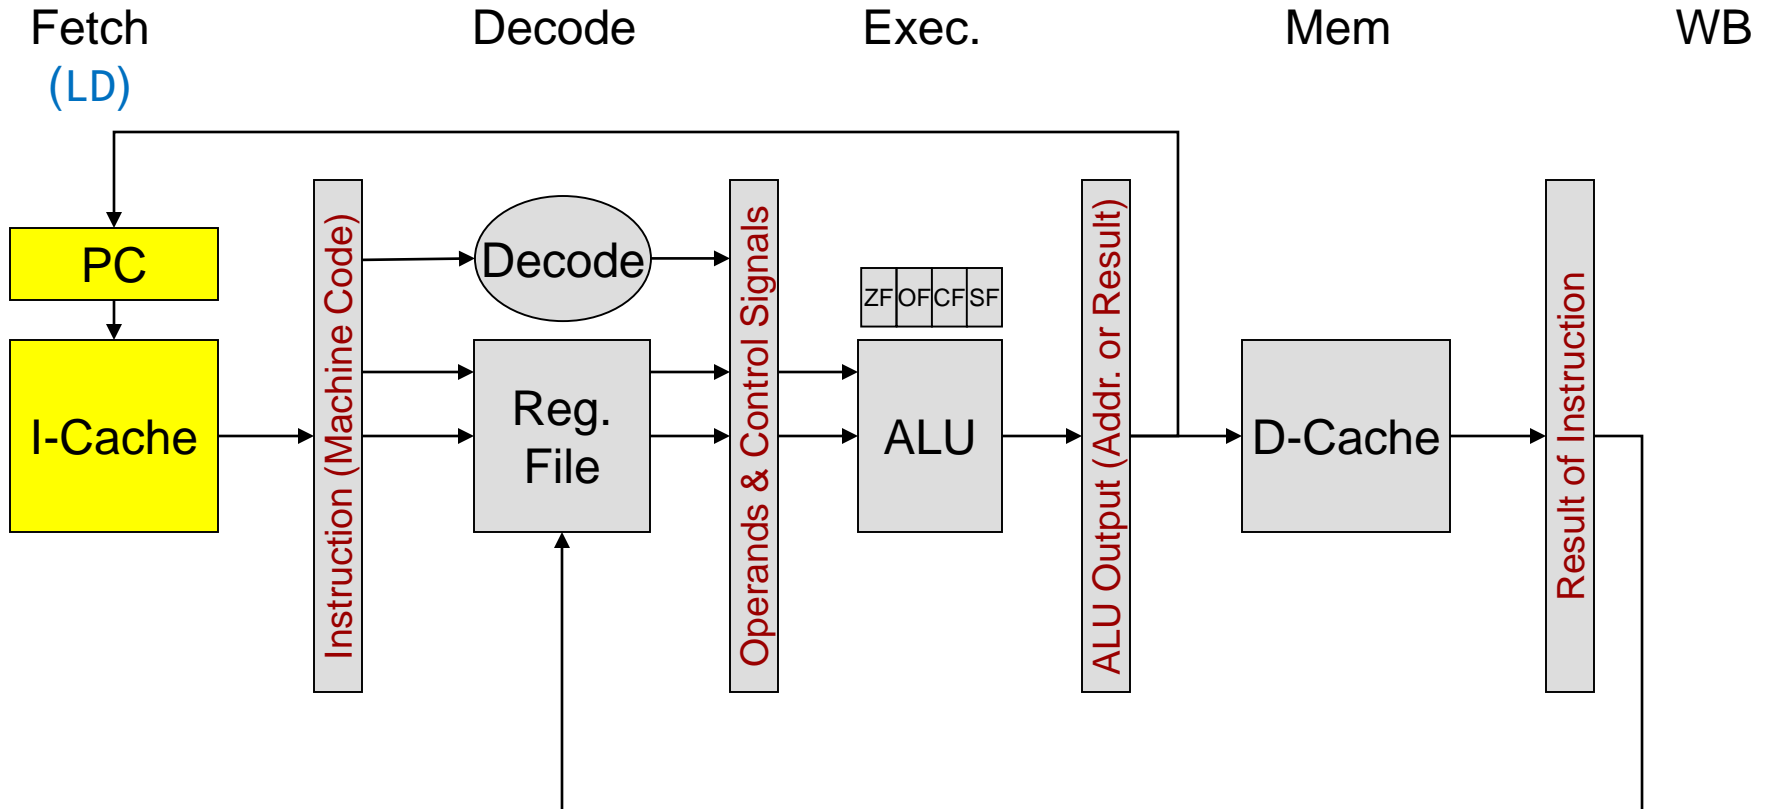 Fetch
Decode
Exec.
Mem
WB
(LD)
PC
I-Cache
Instruction (Machine Code)
Decode
Reg.
File
Operands & Control Signals
ZF OF CF SF
ALU
ALU Output (Addr. or Result)
D-Cache
Result of Instruction